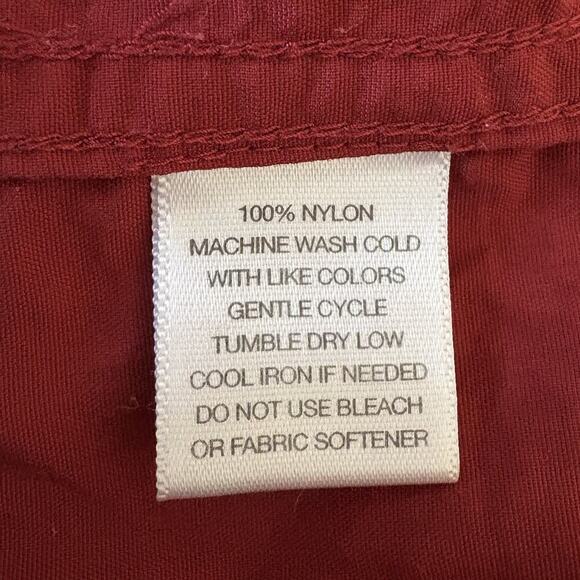 100% NYLON
MACHINE WASH COLD
WITH LIKE COLORS
GENTLE CYCLE
TUMBLE DRY LOW
COOL IRON IF NEEDED
DO NOT USE BLEACH
OR FABRIC SOFTENER